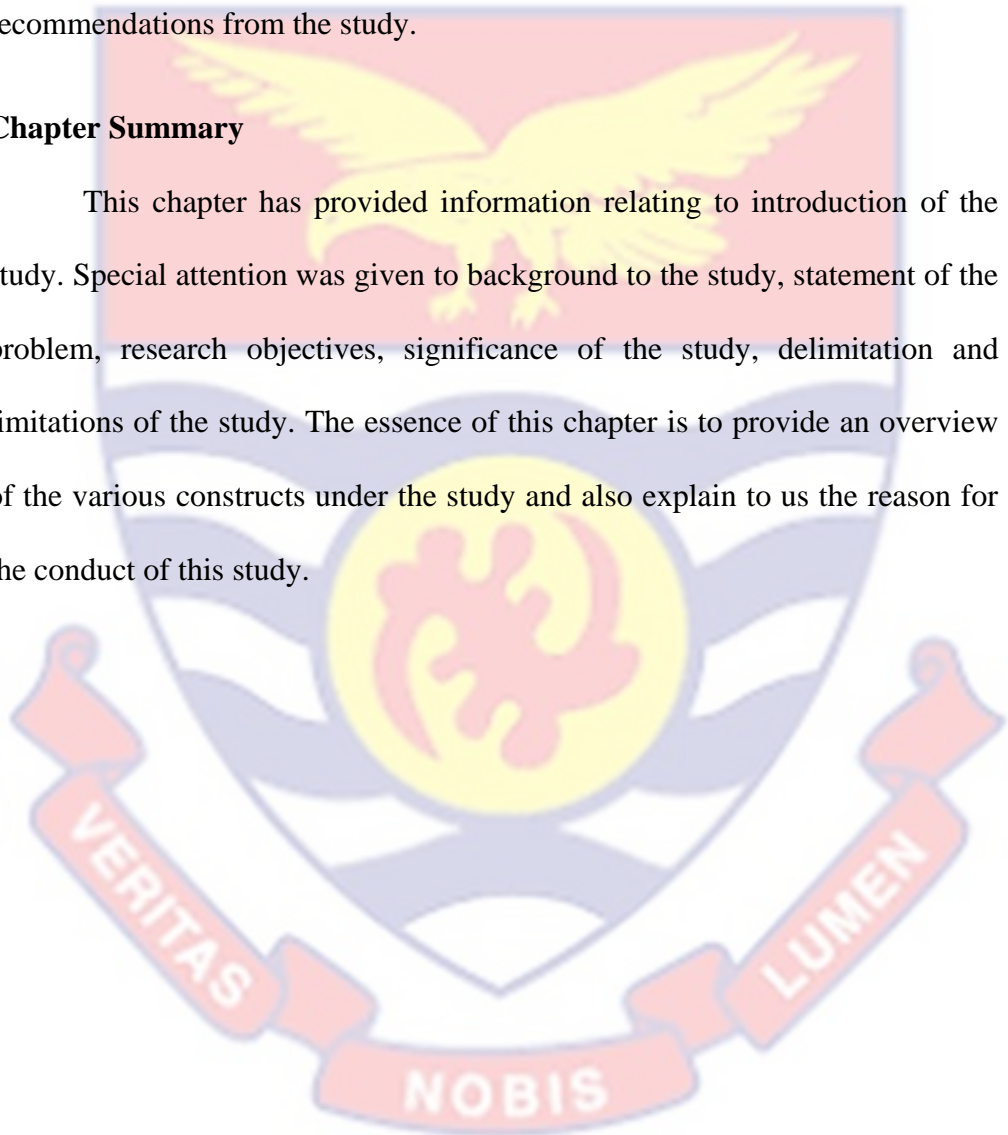 ecommendations from the study.
Chapter Summary
This chapter has provided information relating to introduction of the
study. Special attention was given to background to the study, statement of the
problem, research objectives, significance of the study, delimitation and
limitations of the study. The essence of this chapter is to provide an overview
of the various constructs under the study and also explain to us the reason for
the conduct of this study.
VERITAS
NOBIS
LUMEN